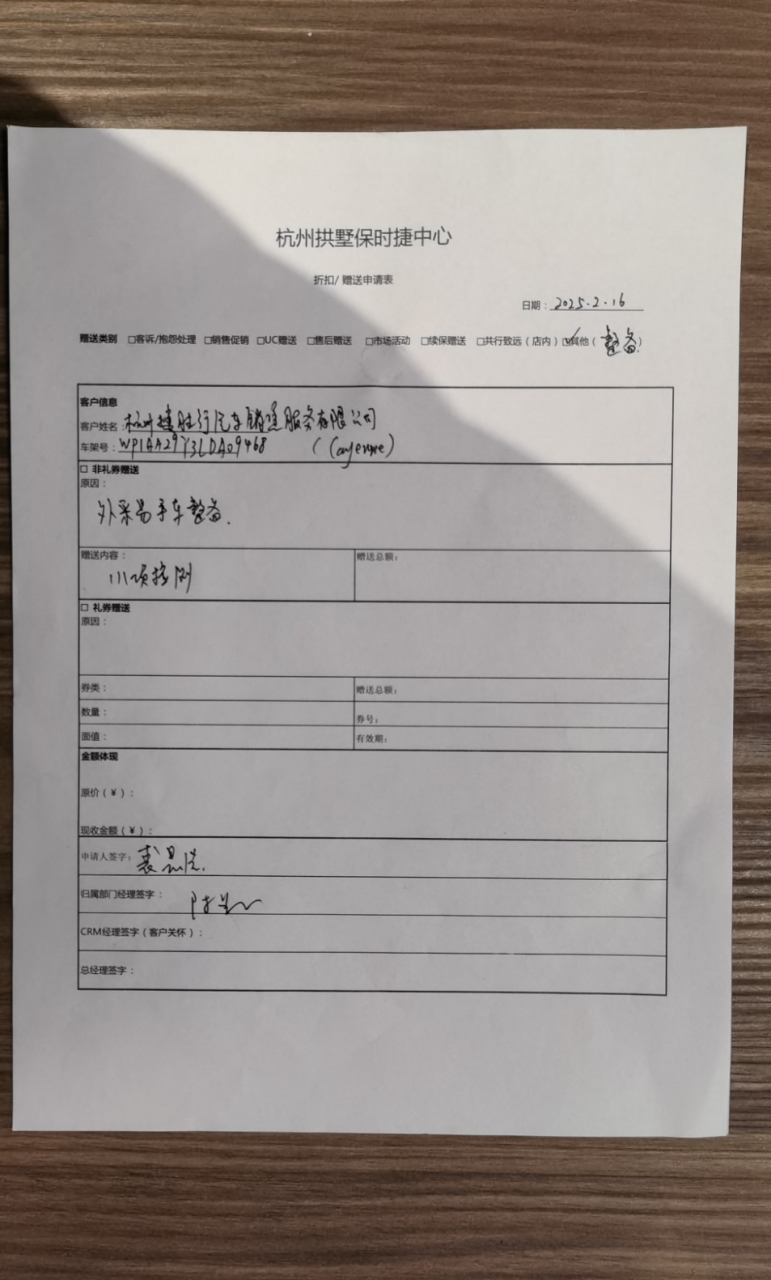 杭州拱墅保时捷中心
折扣/ 赠送申请表
日期：2025.2.16
赠送类别 □客诉/抱怨处理 □销售促销 □UC赠送 □售后赠送 □市场活动 □续保赠送 □共行致远（店内）☑其他（整备）
客户信息
客户姓名：杭州捷胜行汽车销售服务有限公司
车架号：WP1AA29Y3LDA09468 (Cayenne)
□ 非礼券赠送
原因：
外采二手车整备.
赠送内容： 赠送总额：
111项检测
□ 礼券赠送
原因：
券类： 赠送总额：
数量： 券号：
面值： 有效期：
金额体现
原价（￥）：
现收金额（￥）：
申请人签字：
归属部门经理签字：
CRM经理签字（客户关怀）：
总经理签字：